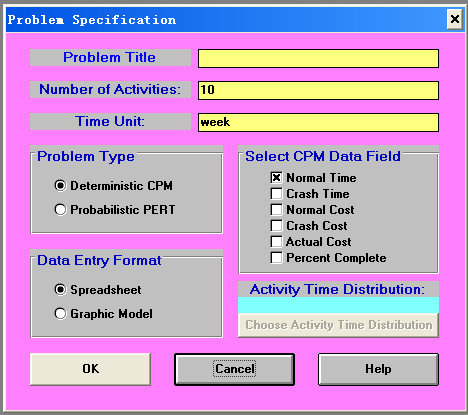 Problem Specification
Problem Title
Number of Activities: 10
Time Unit: week
Problem Type
Deterministic CPM
Probabilistic PERT
Select CPM Data Field
Normal Time
Crash Time
Normal Cost
Crash Cost
Actual Cost
Percent Complete
Data Entry Format
Spreadsheet
Graphic Model
Activity Time Distribution:
Choose Activity Time Distribution
OK
Cancel
Help